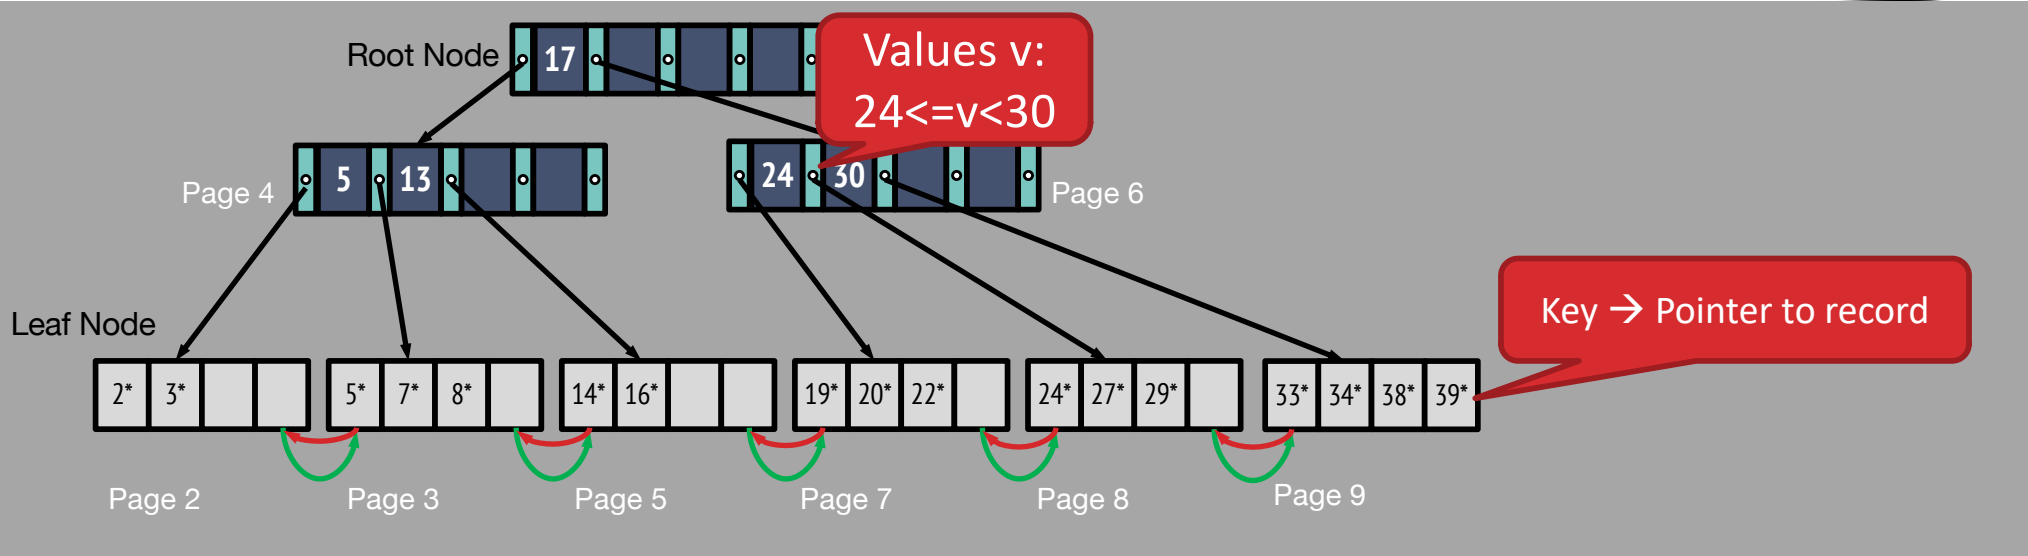 Root Node
17
Values v:
24<=v<30
Page 4
5
13
24
30
Page 6
Leaf Node
Key → Pointer to record
2*
3*
5*
7*
8*
14*
16*
19*
20*
22*
24*
27*
29*
33*
34*
38*
39*
Page 2
Page 3
Page 5
Page 7
Page 8
Page 9